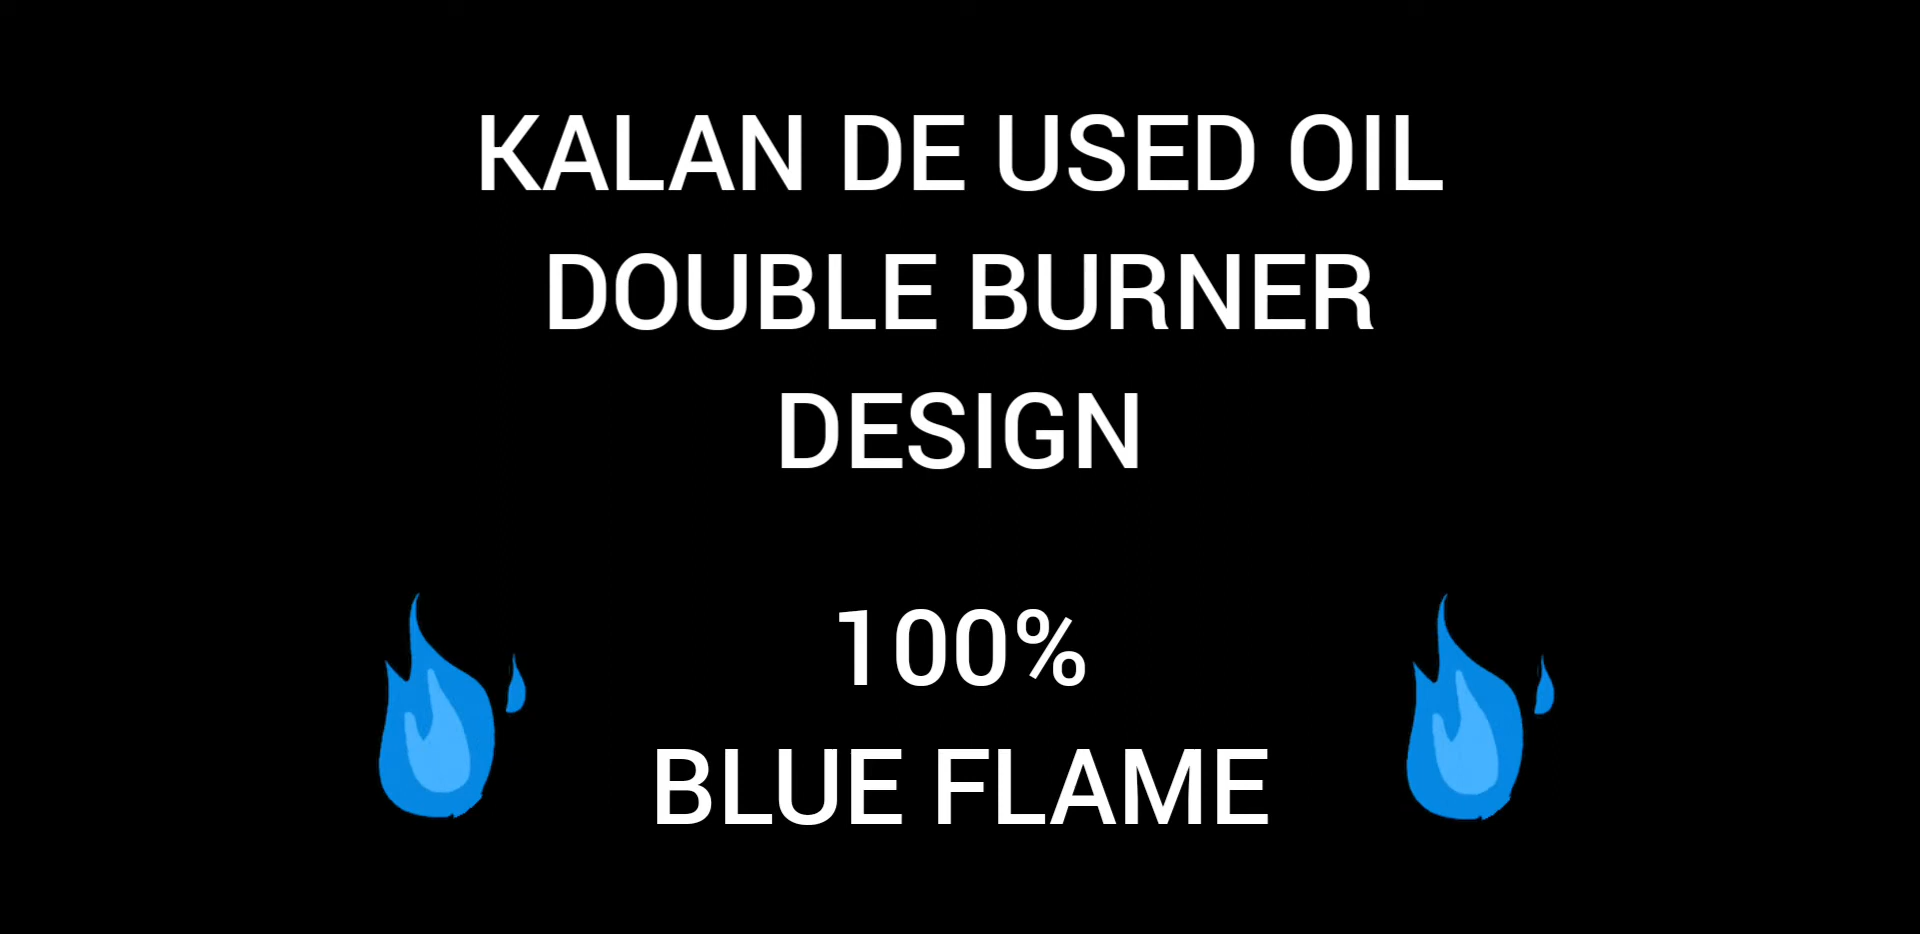 KALAN DE USED OIL
DOUBLE BURNER
DESIGN
100%
BLUE FLAME